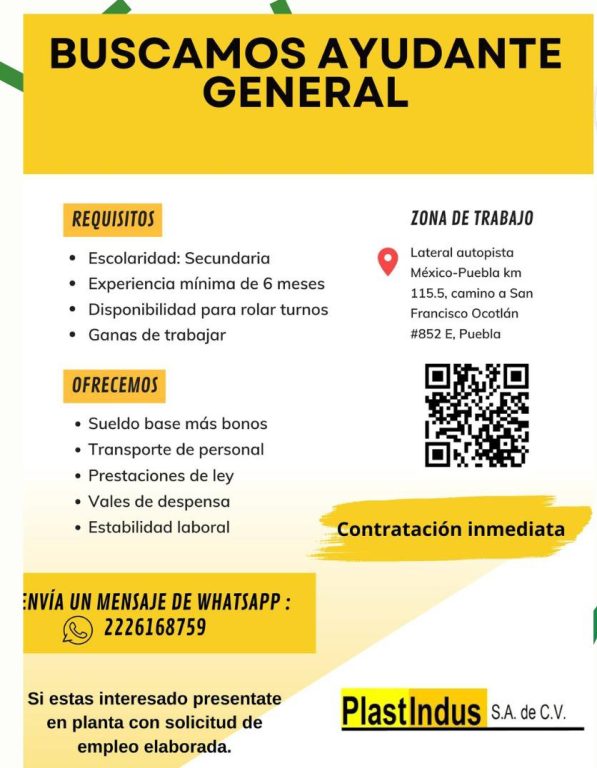 BUSCAMOS AYUDANTE
GENERAL
REQUISITOS
• Escolaridad: Secundaria
• Experiencia mínima de 6 meses
• Disponibilidad para rolar turnos
• Ganas de trabajar
ZONA DE TRABAJO
Lateral autopista
México-Puebla km
115.5, camino a San
Francisco Ocotlán
#852 E, Puebla
OFRECEMOS
• Sueldo base más bonos
• Transporte de personal
• Prestaciones de ley
• Vales de despensa
• Estabilidad laboral
Contratación inmediata
ENVÍA UN MENSAJE DE WHATSAPP :
2226168759
Si estas interesado presentate
en planta con solicitud de
empleo elaborada.
PlastIndus S.A. de C.V.